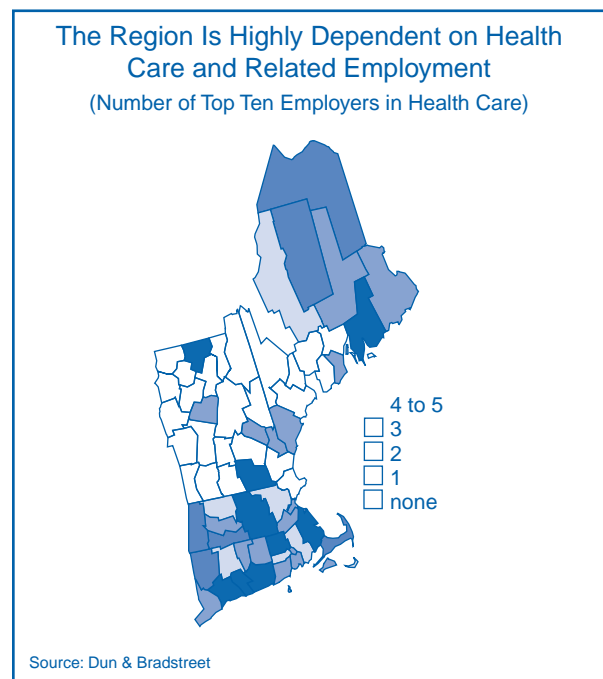 The Region Is Highly Dependent on Health
Care and Related Employment
(Number of Top Ten Employers in Health Care)
4 to 5
3
2
1
none
Source: Dun & Bradstreet